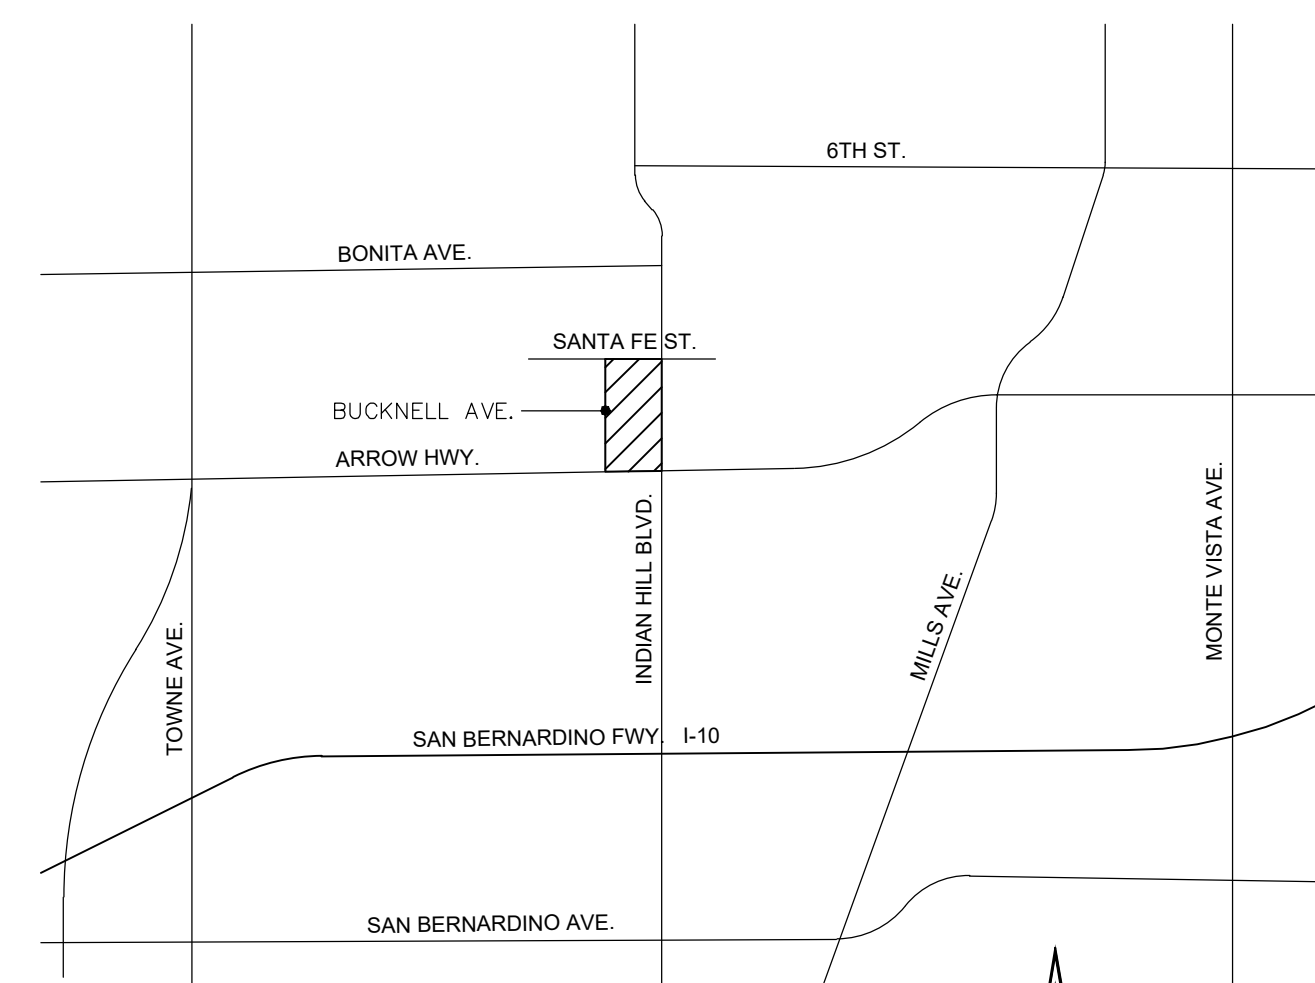 6TH ST.
BONITA AVE.
SANTA FE ST.
BUCKNELL AVE.
ARROW HWY.
INDIAN HILL BLVD.
MONTE VISTA AVE.
MILLS AVE.
TOWNE AVE.
SAN BERNARDINO FWY. I-10
SAN BERNARDINO AVE.